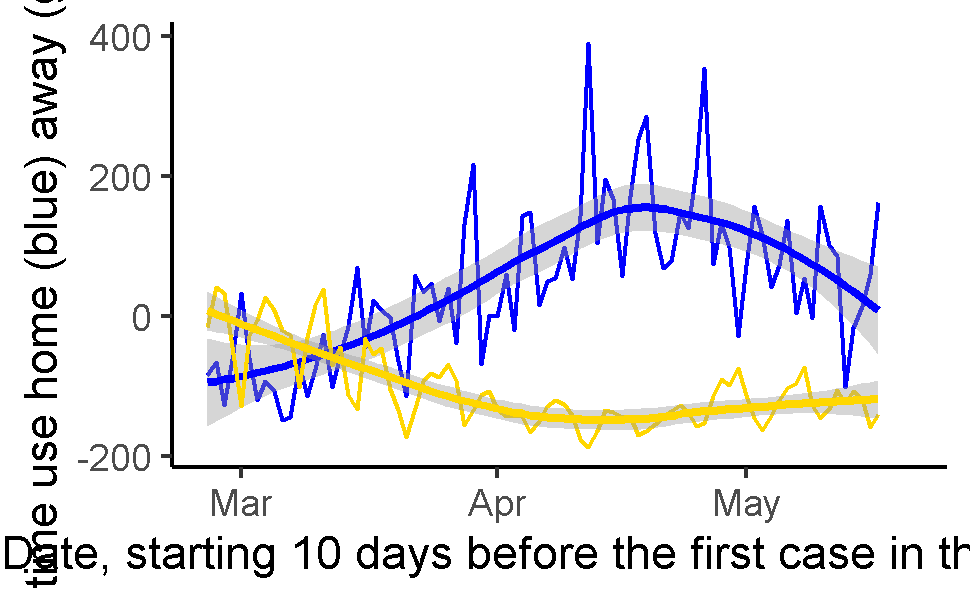 time use home (blue) away (
400
200
0
-200
Mar Apr May
Date, starting 10 days before the first case in th